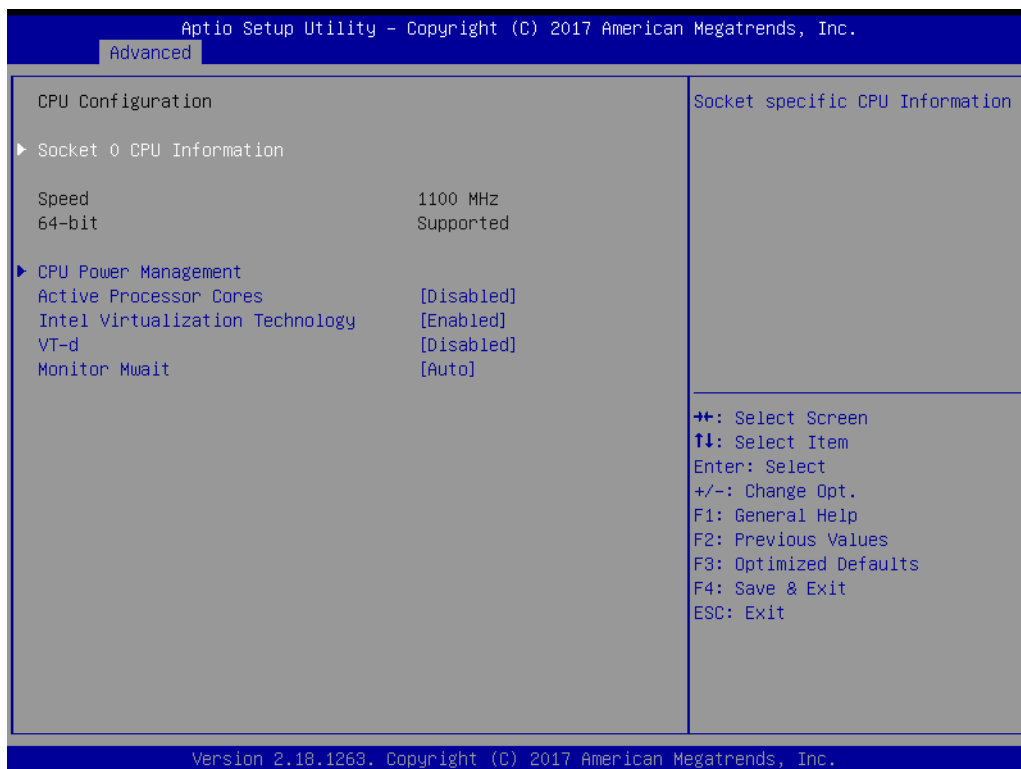 Aptio Setup Utility – Copyright (C) 2017 American Megatrends, Inc.
Advanced
CPU Configuration
▶ Socket 0 CPU Information
Speed 1100 MHz
64-bit Supported
▶ CPU Power Management
Active Processor Cores [Disabled]
Intel Virtualization Technology [Enabled]
VT-d [Disabled]
Monitor Mwait [Auto]
Socket specific CPU Information
→←: Select Screen
↑↓: Select Item
Enter: Select
+/-: Change Opt.
F1: General Help
F2: Previous Values
F3: Optimized Defaults
F4: Save & Exit
ESC: Exit
Version 2.18.1263. Copyright (C) 2017 American Megatrends, Inc.